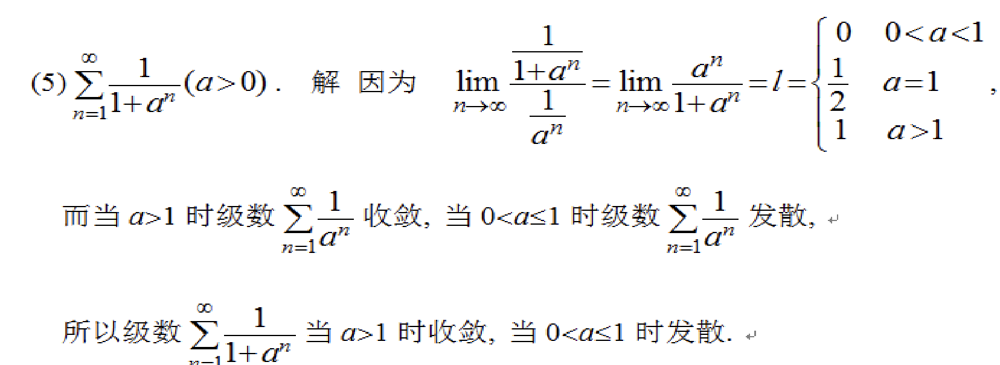 (5) $\sum_{n=1}^{\infty}\frac{1}{1+a^n}(a>0)$ . 解 因为 $\lim_{n\to\infty}\frac{\frac{1}{1+a^n}}{\frac{1}{a^n}}=\lim_{n\to\infty}\frac{a^n}{1+a^n}=l=\begin{cases}0 & 0<a<1\\ \frac{1}{2} & a=1\\ 1 & a>1\end{cases}$ ,
而当 a>1 时级数 $\sum_{n=1}^{\infty}\frac{1}{a^n}$ 收敛, 当 0<a≤1 时级数 $\sum_{n=1}^{\infty}\frac{1}{a^n}$ 发散, ↵
所以级数 $\sum_{n=1}^{\infty}\frac{1}{1+a^n}$ 当 a>1 时收敛, 当 0<a≤1 时发散. ↵